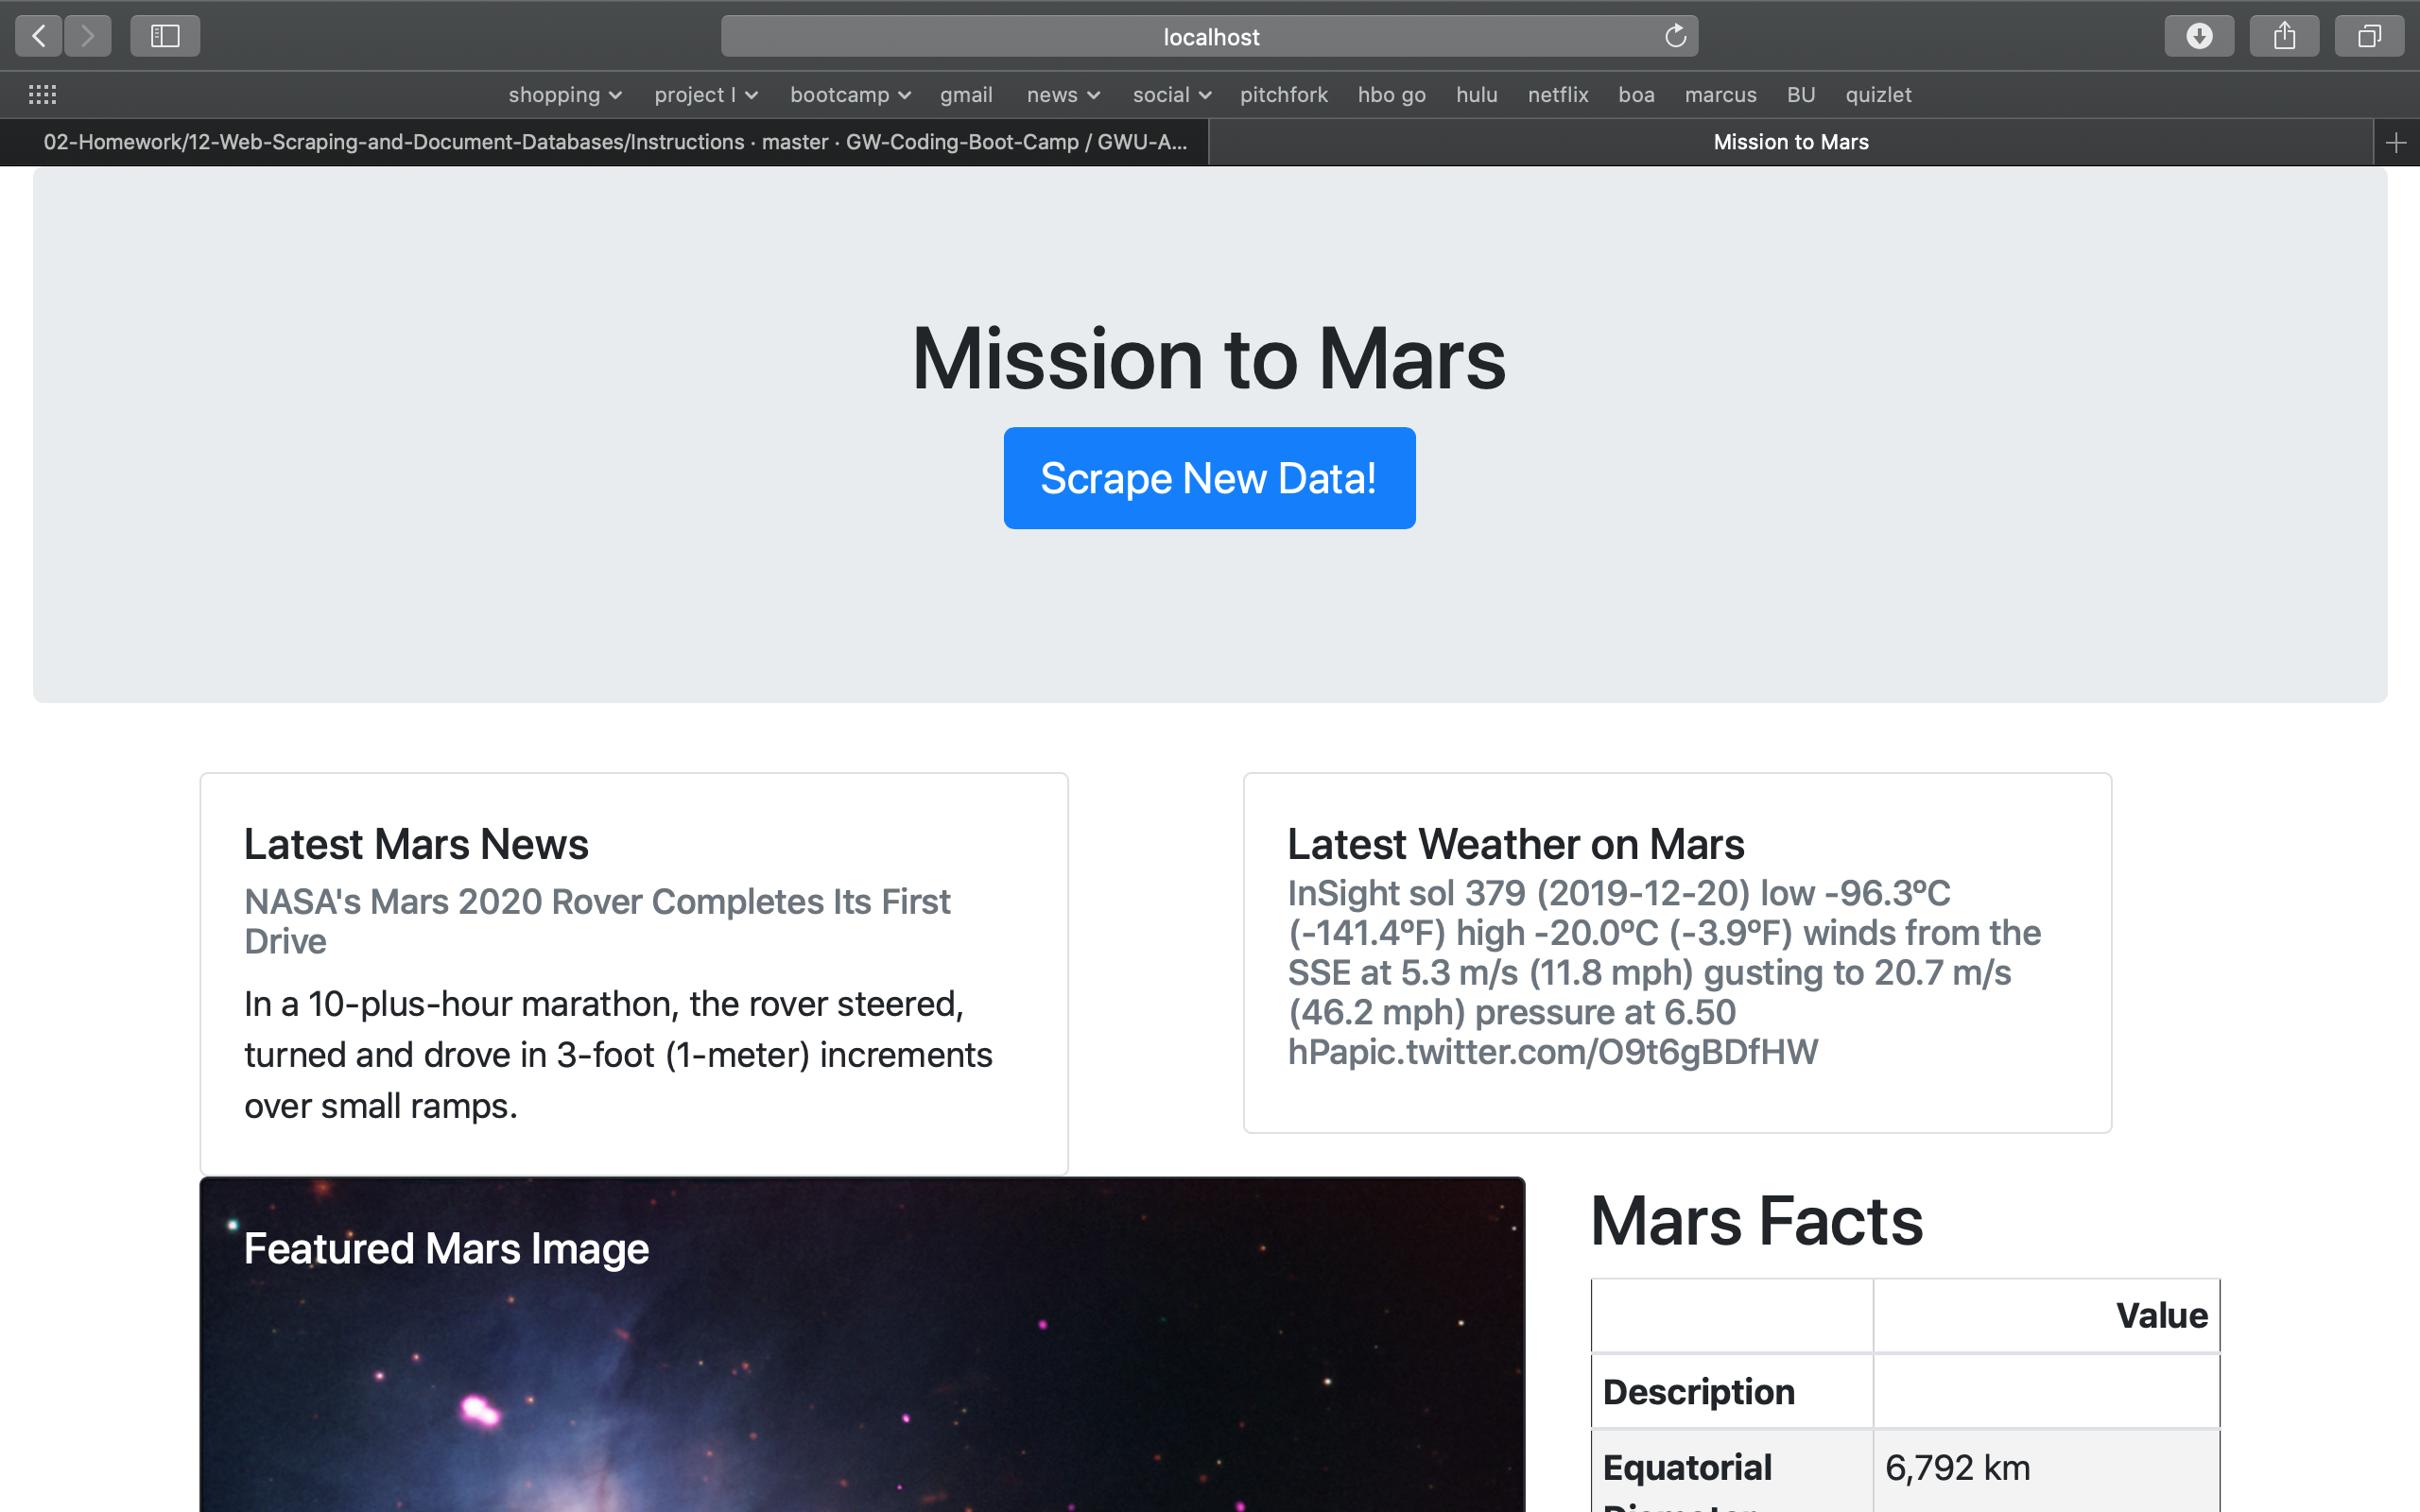 localhost
shopping project I bootcamp gmail news social pitchfork hbo go hulu netflix boa marcus BU quizlet
02-Homework/12-Web-Scraping-and-Document-Databases/Instructions · master · GW-Coding-Boot-Camp / GWU-A...
Mission to Mars
Mission to Mars
Scrape New Data!
Latest Mars News
NASA's Mars 2020 Rover Completes Its First
Drive
In a 10-plus-hour marathon, the rover steered,
turned and drove in 3-foot (1-meter) increments
over small ramps.
Latest Weather on Mars
InSight sol 379 (2019-12-20) low -96.3ºC
(-141.4ºF) high -20.0ºC (-3.9ºF) winds from the
SSE at 5.3 m/s (11.8 mph) gusting to 20.7 m/s
(46.2 mph) pressure at 6.50
hPapic.twitter.com/O9t6gBDfHW
Featured Mars Image
Mars Facts
Value
Description
Equatorial 6,792 km